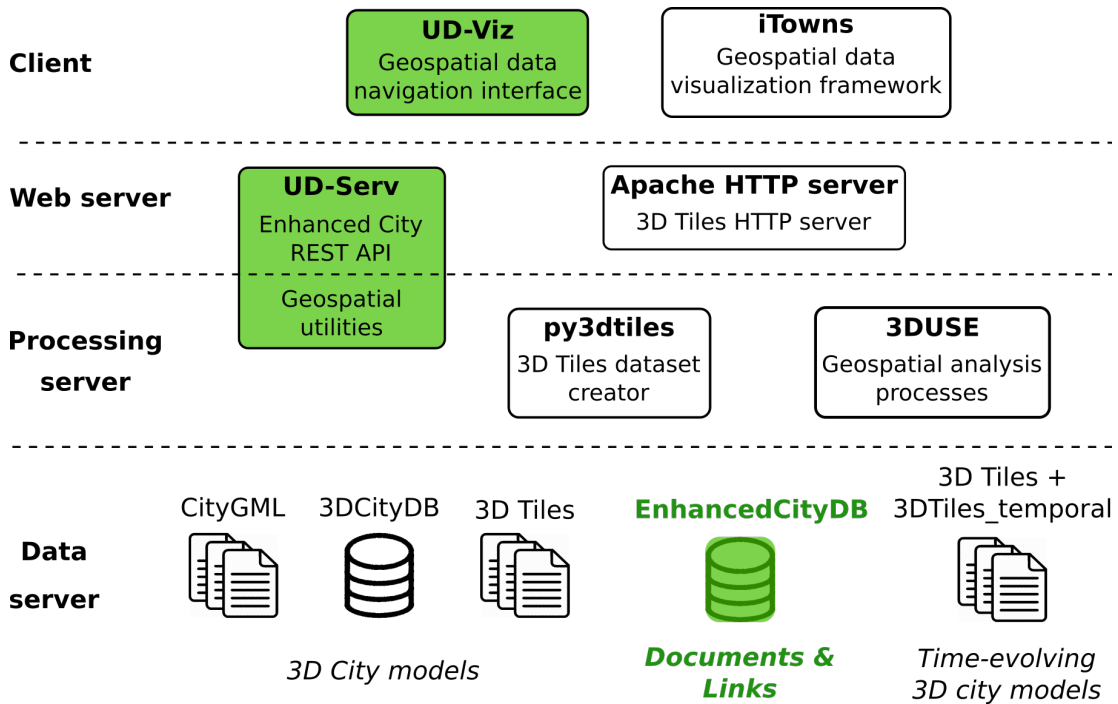 Client
UD-Viz
Geospatial data
navigation interface
iTowns
Geospatial data
visualization framework
Web server
UD-Serv
Enhanced City
REST API
Geospatial
utilities
Apache HTTP server
3D Tiles HTTP server
Processing
server
py3dtiles
3D Tiles dataset
creator
3DUSE
Geospatial analysis
processes
Data
server
CityGML
3DCityDB
3D Tiles
3D City models
EnhancedCityDB
Documents &
Links
3D Tiles +
3DTiles_temporal
Time-evolving
3D city models